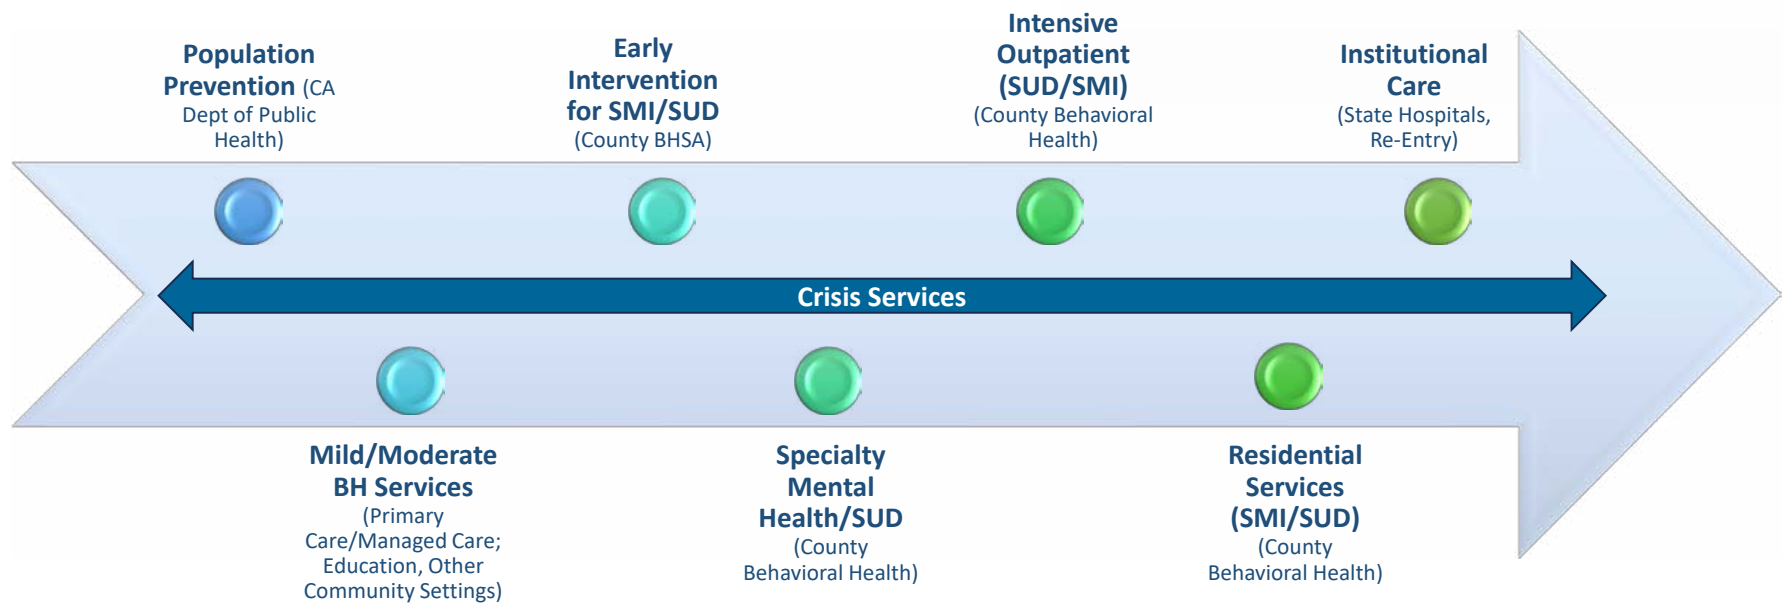 Population
Prevention (CA
Dept of Public
Health)
Early
Intervention
for SMI/SUD
(County BHSA)
Intensive
Outpatient
(SUD/SMI)
(County Behavioral
Health)
Institutional
Care
(State Hospitals,
Re-Entry)
Crisis Services
Mild/Moderate
BH Services
(Primary
Care/Managed Care;
Education, Other
Community Settings)
Specialty
Mental
Health/SUD
(County
Behavioral Health)
Residential
Services
(SMI/SUD)
(County
Behavioral Health)